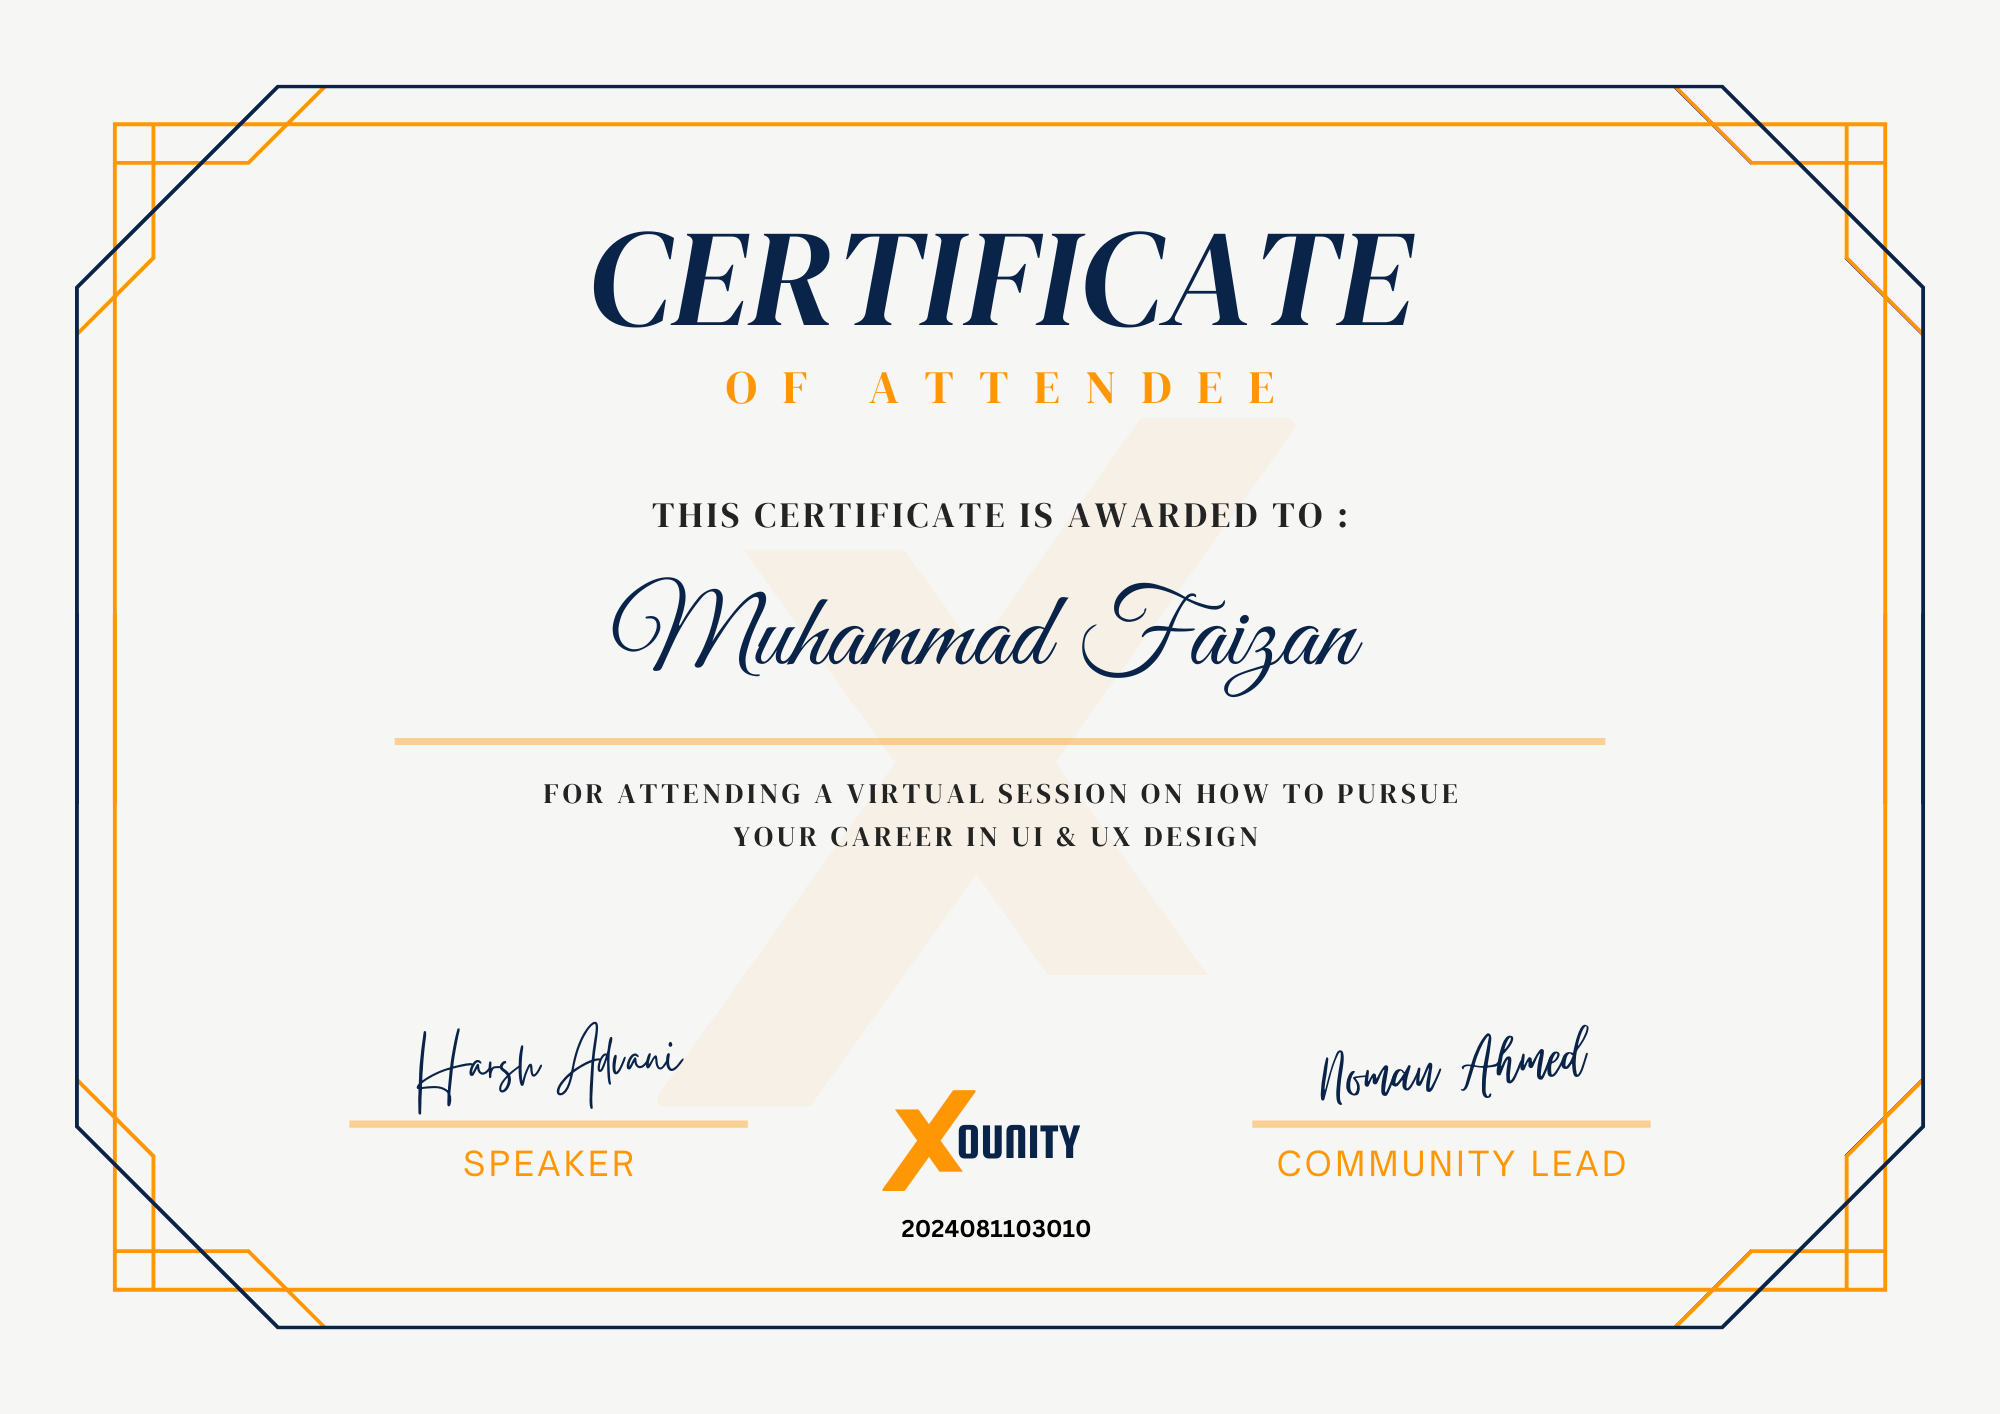 CERTIFICATE
OF ATTENDEE
THIS CERTIFICATE IS AWARDED TO :
Muhammad Faizan
FOR ATTENDING A VIRTUAL SESSION ON HOW TO PURSUE
YOUR CAREER IN UI & UX DESIGN
Harsh Advani
SPEAKER
Noman Ahmed
COMMUNITY LEAD
XOUNITY
2024081103010